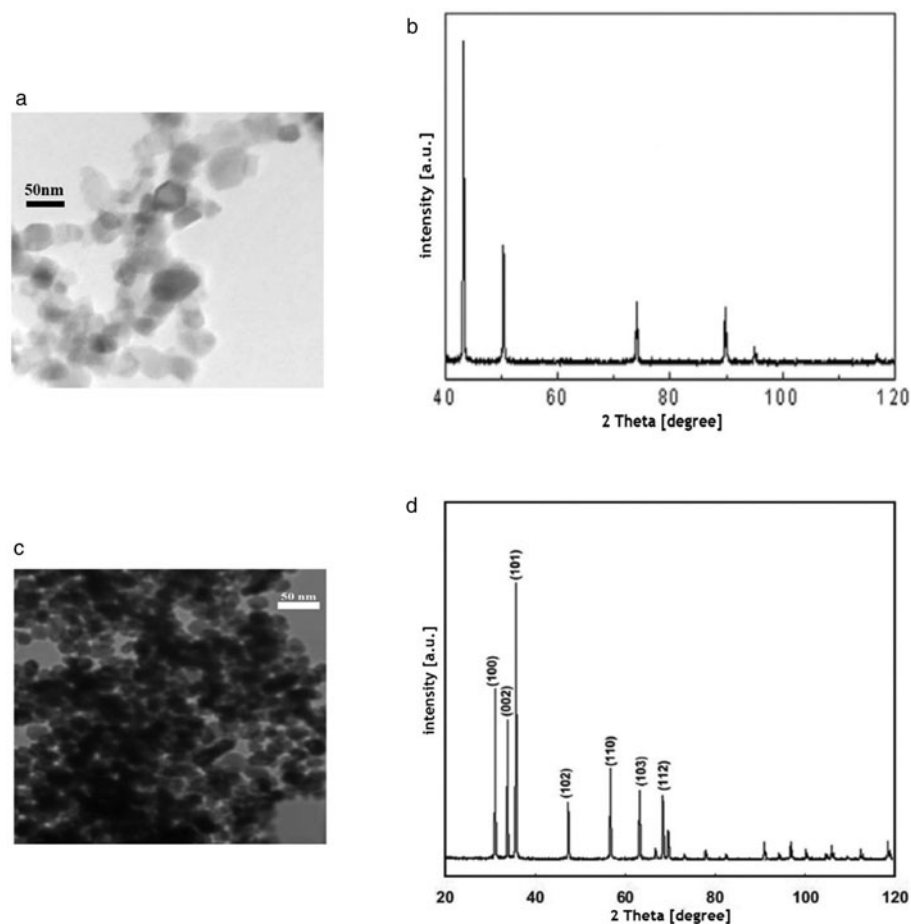 a
50nm
b
intensity [a.u.]
40 60 80 100 120
2 Theta [degree]
c
50 nm
d
intensity [a.u.]
(100)
(002)
(101)
(102)
(110)
(103)
(112)
20 40 60 80 100 120
2 Theta [degree]